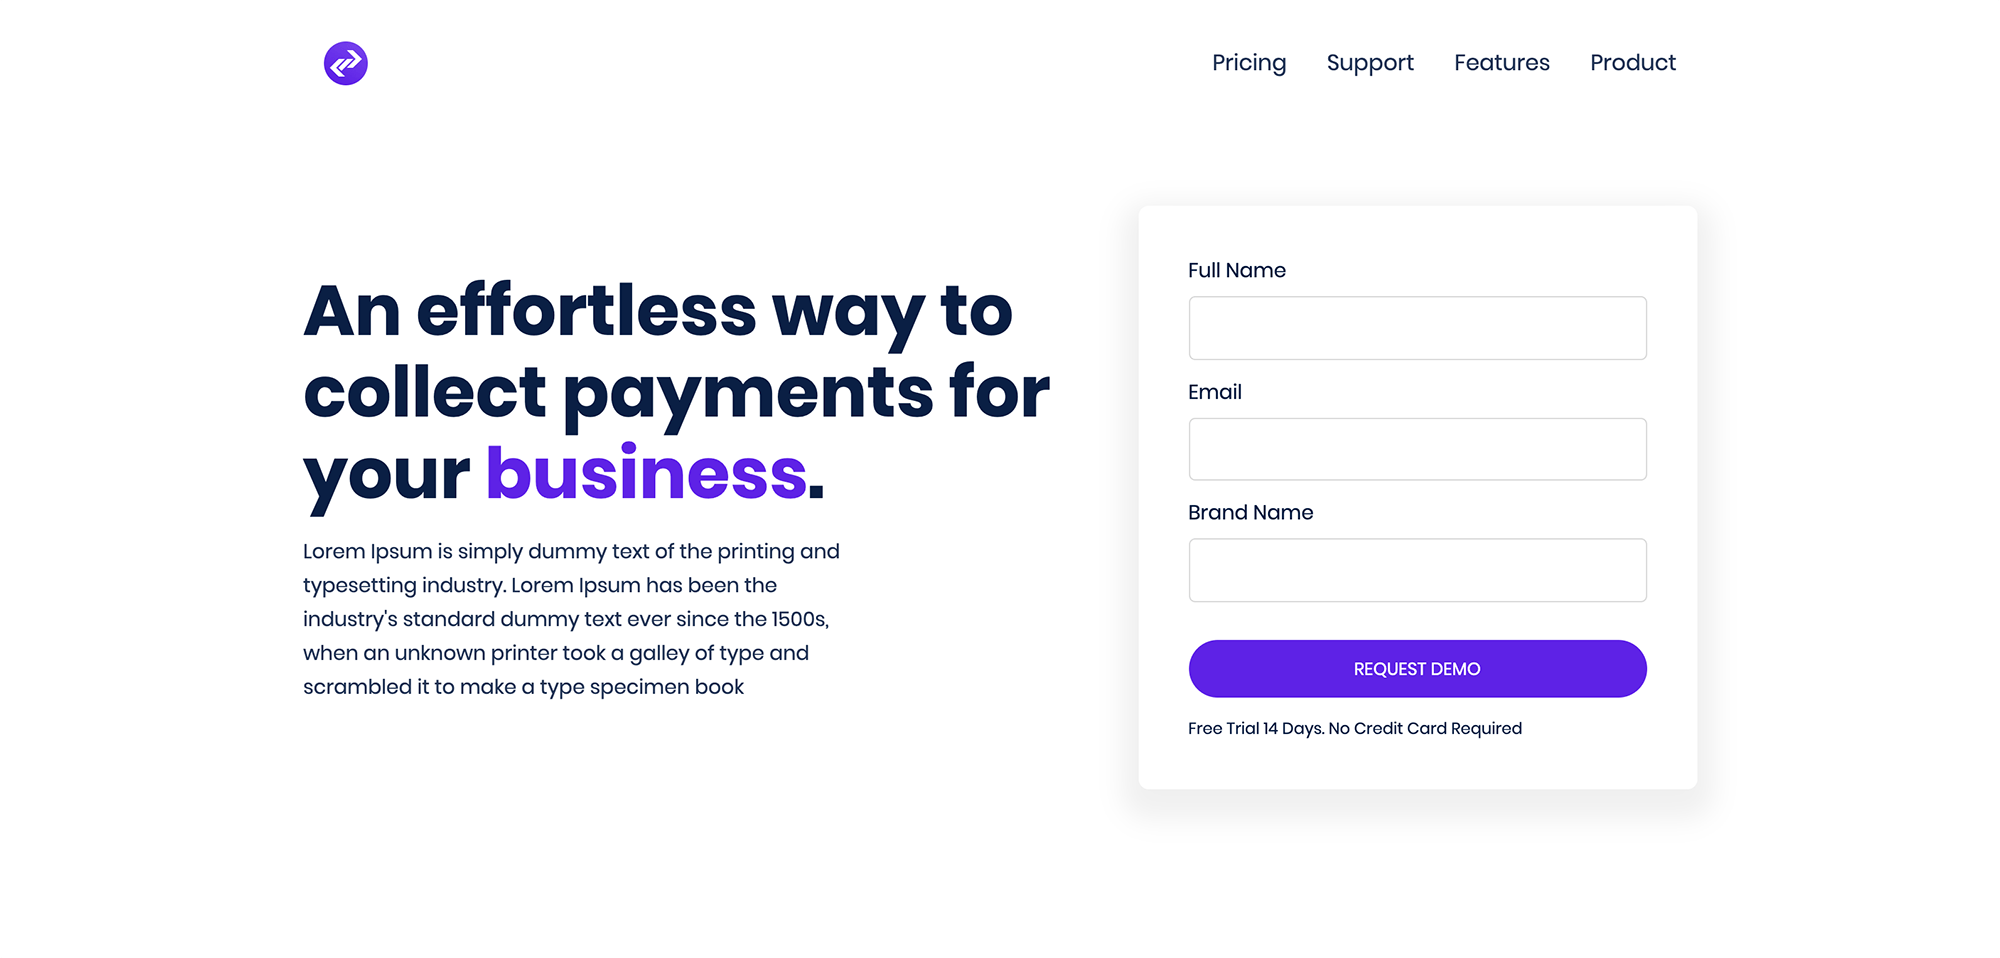 Pricing Support Features Product
An effortless way to
collect payments for
your business.
Lorem Ipsum is simply dummy text of the printing and
typesetting industry. Lorem Ipsum has been the
industry's standard dummy text ever since the 1500s,
when an unknown printer took a galley of type and
scrambled it to make a type specimen book
Full Name
Email
Brand Name
REQUEST DEMO
Free Trial 14 Days. No Credit Card Required